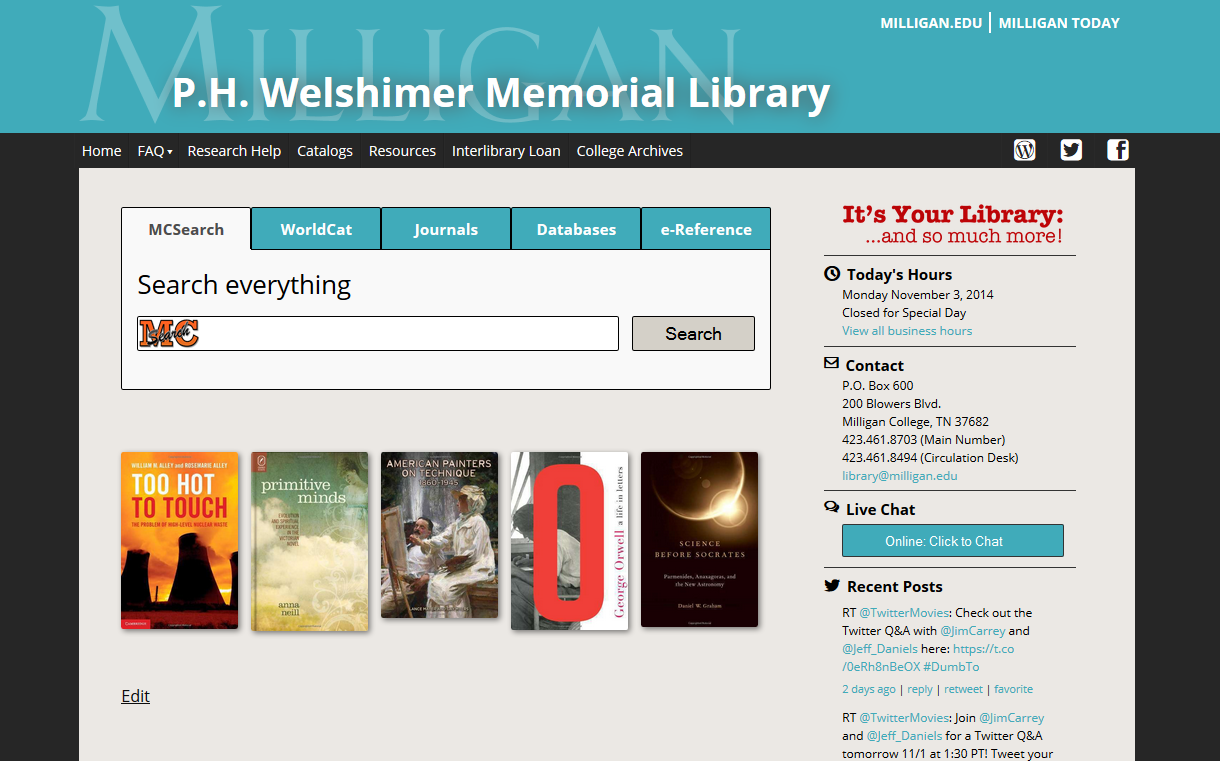 MILLIGAN
MILLIGAN.EDU | MILLIGAN TODAY
P.H. Welshimer Memorial Library
Home FAQ Research Help Catalogs Resources Interlibrary Loan College Archives
MCSearch WorldCat Journals Databases e-Reference
Search everything
MC Search
Search
WILLIAM M. ALLEY and ROSEMARIE ALLEY
TOO HOT
TO TOUCH
THE PROBLEM OF HIGH-LEVEL NUCLEAR WASTE
primitive
minds
EVOLUTION
AND SPIRITUAL
EXPERIENCE
IN THE
VICTORIAN
NOVEL
anna
neill
AMERICAN PAINTERS
ON TECHNIQUE
1860-1945
George Orwell a life in letters
SCIENCE
BEFORE SOCRATES
Parmenides, Anaxagoras, and
the New Astronomy
Daniel W. Graham
Edit
It's Your Library:
...and so much more!
Today's Hours
Monday November 3, 2014
Closed for Special Day
View all business hours
Contact
P.O. Box 600
200 Blowers Blvd.
Milligan College, TN 37682
423.461.8703 (Main Number)
423.461.8494 (Circulation Desk)
library@milligan.edu
Live Chat
Online: Click to Chat
Recent Posts
RT @TwitterMovies: Check out the
Twitter Q&A with @JimCarrey and
@Jeff_Daniels here: https://t.co
/0eRh8nBeOX #DumbTo
2 days ago | reply | retweet | favorite
RT @TwitterMovies: Join @JimCarrey
and @Jeff_Daniels for a Twitter Q&A
tomorrow 11/1 at 1:30 PT! Tweet your